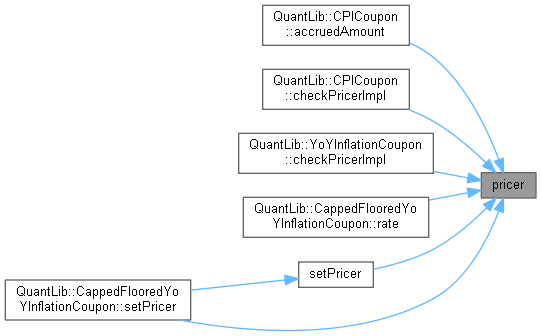 QuantLib::CPICoupon
::accruedAmount
QuantLib::CPICoupon
::checkPricerImpl
QuantLib::YoYInflationCoupon
::checkPricerImpl
pricer
QuantLib::CappedFlooredYo
YInflationCoupon::rate
setPricer
QuantLib::CappedFlooredYo
YInflationCoupon::setPricer